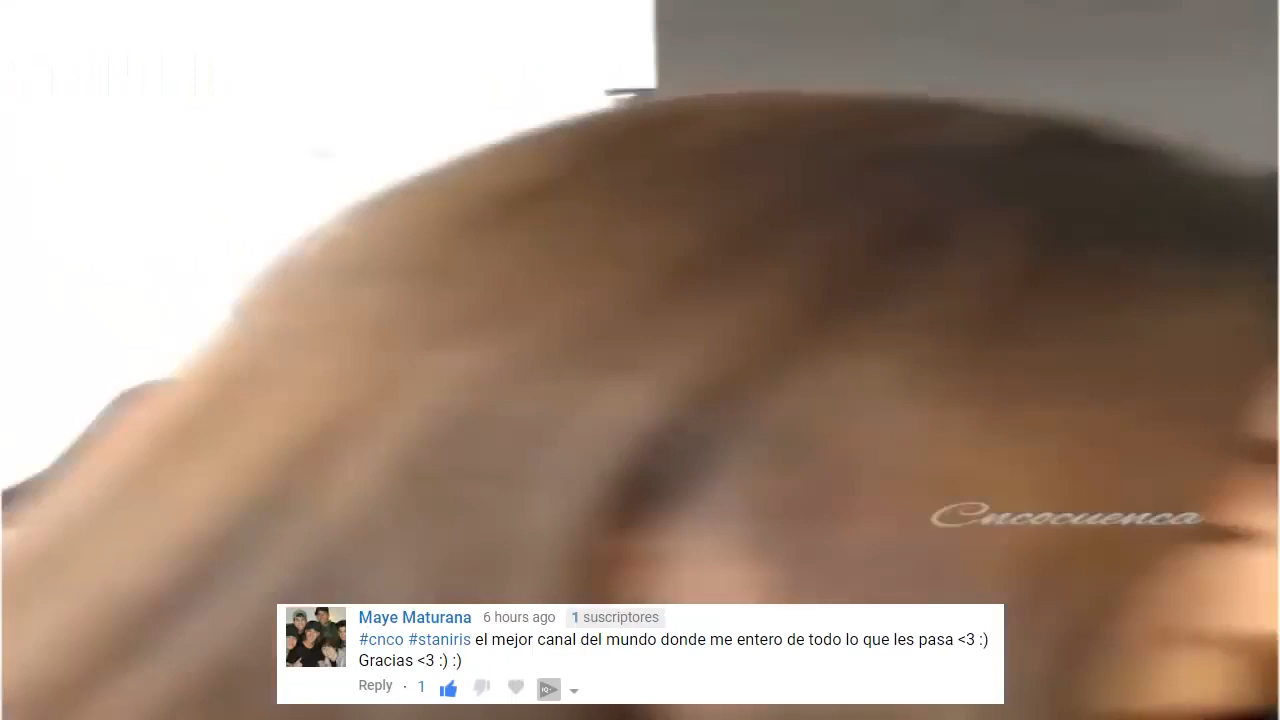 Cncocuenca
Maye Maturana 6 hours ago 1 suscriptores
#cnco #staniris el mejor canal del mundo donde me entero de todo lo que les pasa <3 :)
Gracias <3 :) :)
Reply · 1